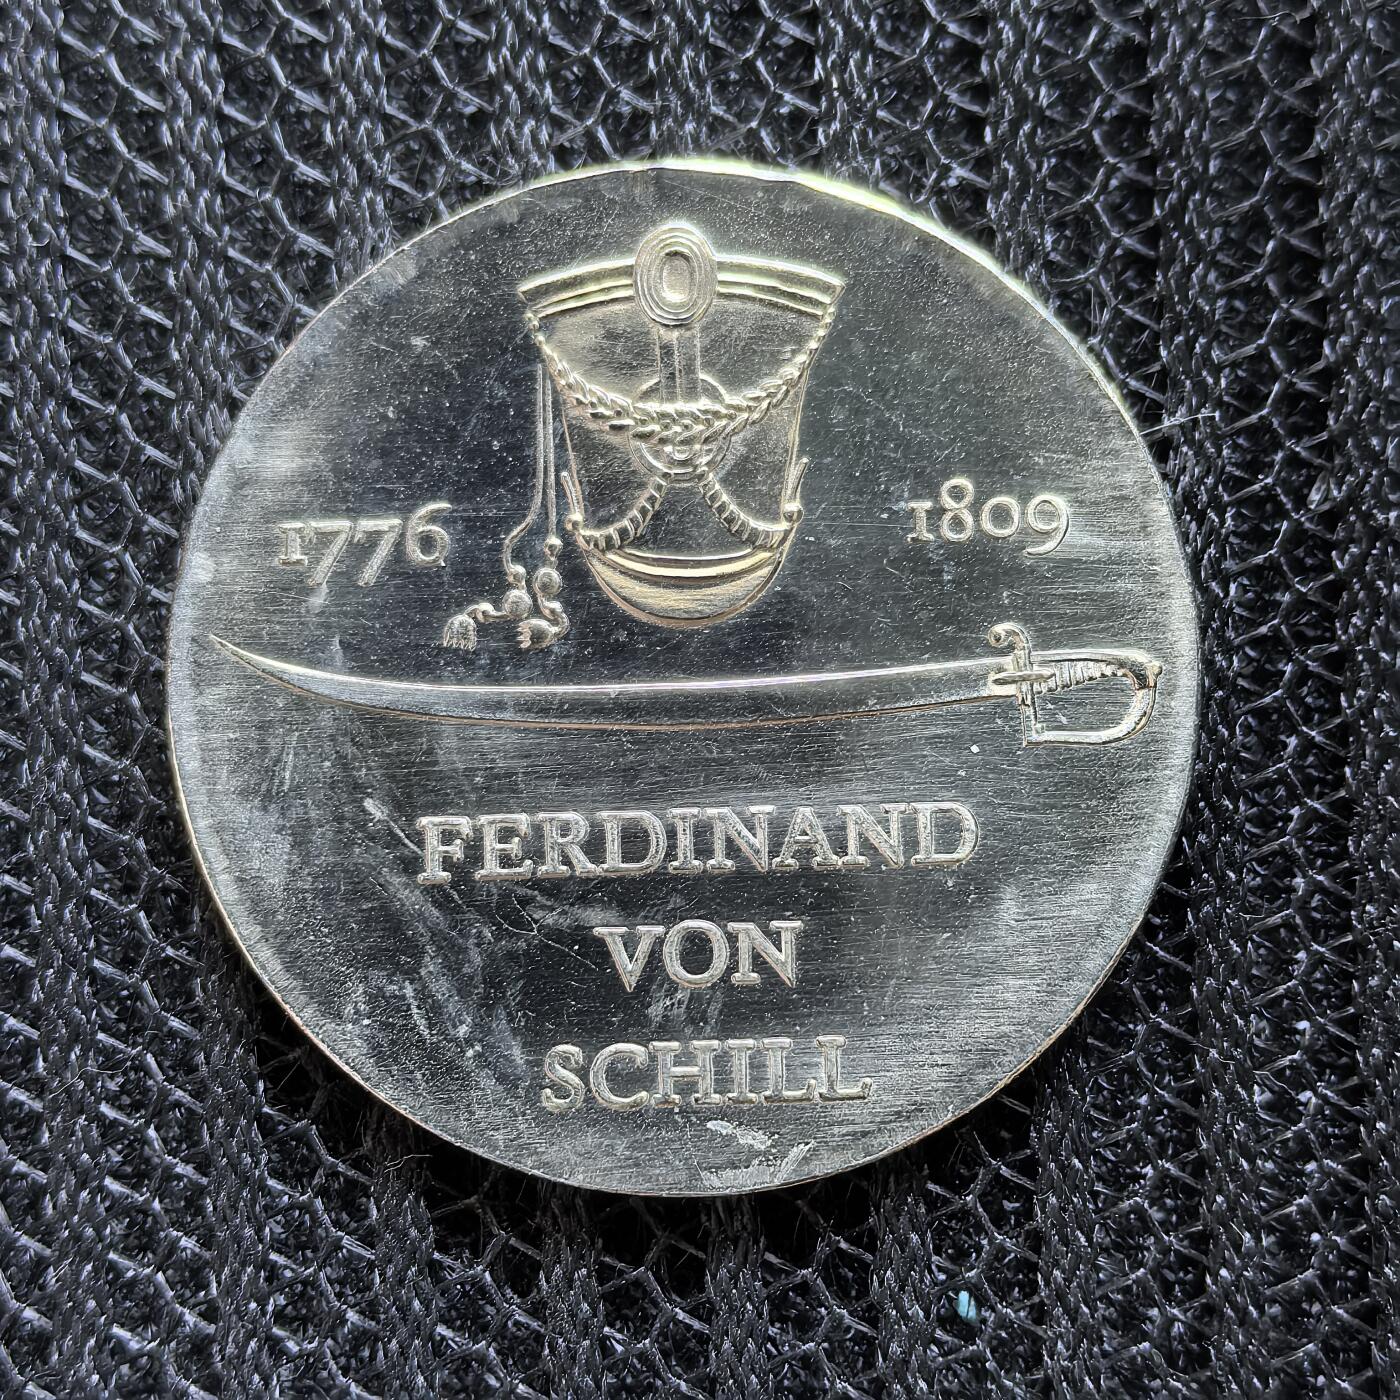 1776 1809
FERDINAND
VON
SCHILL